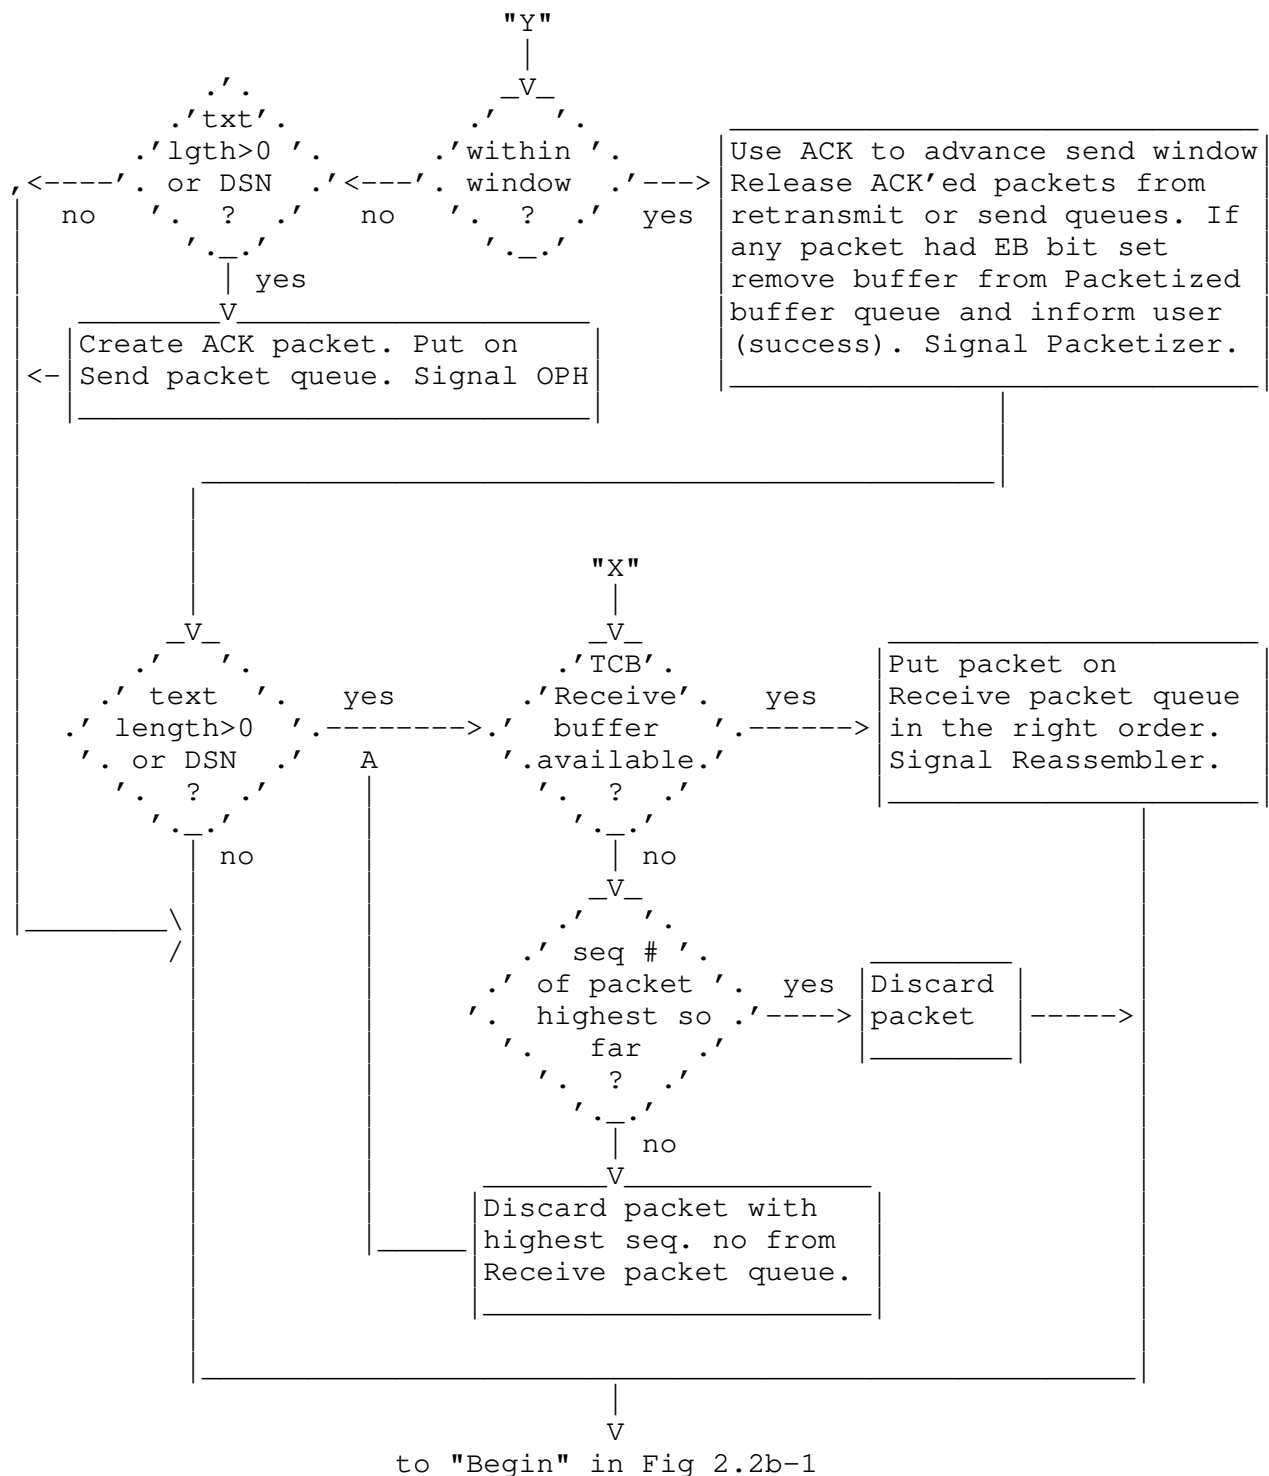 "Y"
txt
lgth>0
or DSN
?
no
yes
within
window
?
no
yes
Use ACK to advance send window
Release ACK'ed packets from
retransmit or send queues. If
any packet had EB bit set
remove buffer from Packetized
buffer queue and inform user
(success). Signal Packetizer.
Create ACK packet. Put on
Send packet queue. Signal OPH
"X"
text
length>0
or DSN
?
yes
no
A
TCB
Receive
buffer
available
?
yes
no
Put packet on
Receive packet queue
in the right order.
Signal Reassembler.
seq #
of packet
highest so
far
?
yes
no
Discard
packet
Discard packet with
highest seq. no from
Receive packet queue.
to "Begin" in Fig 2.2b-1